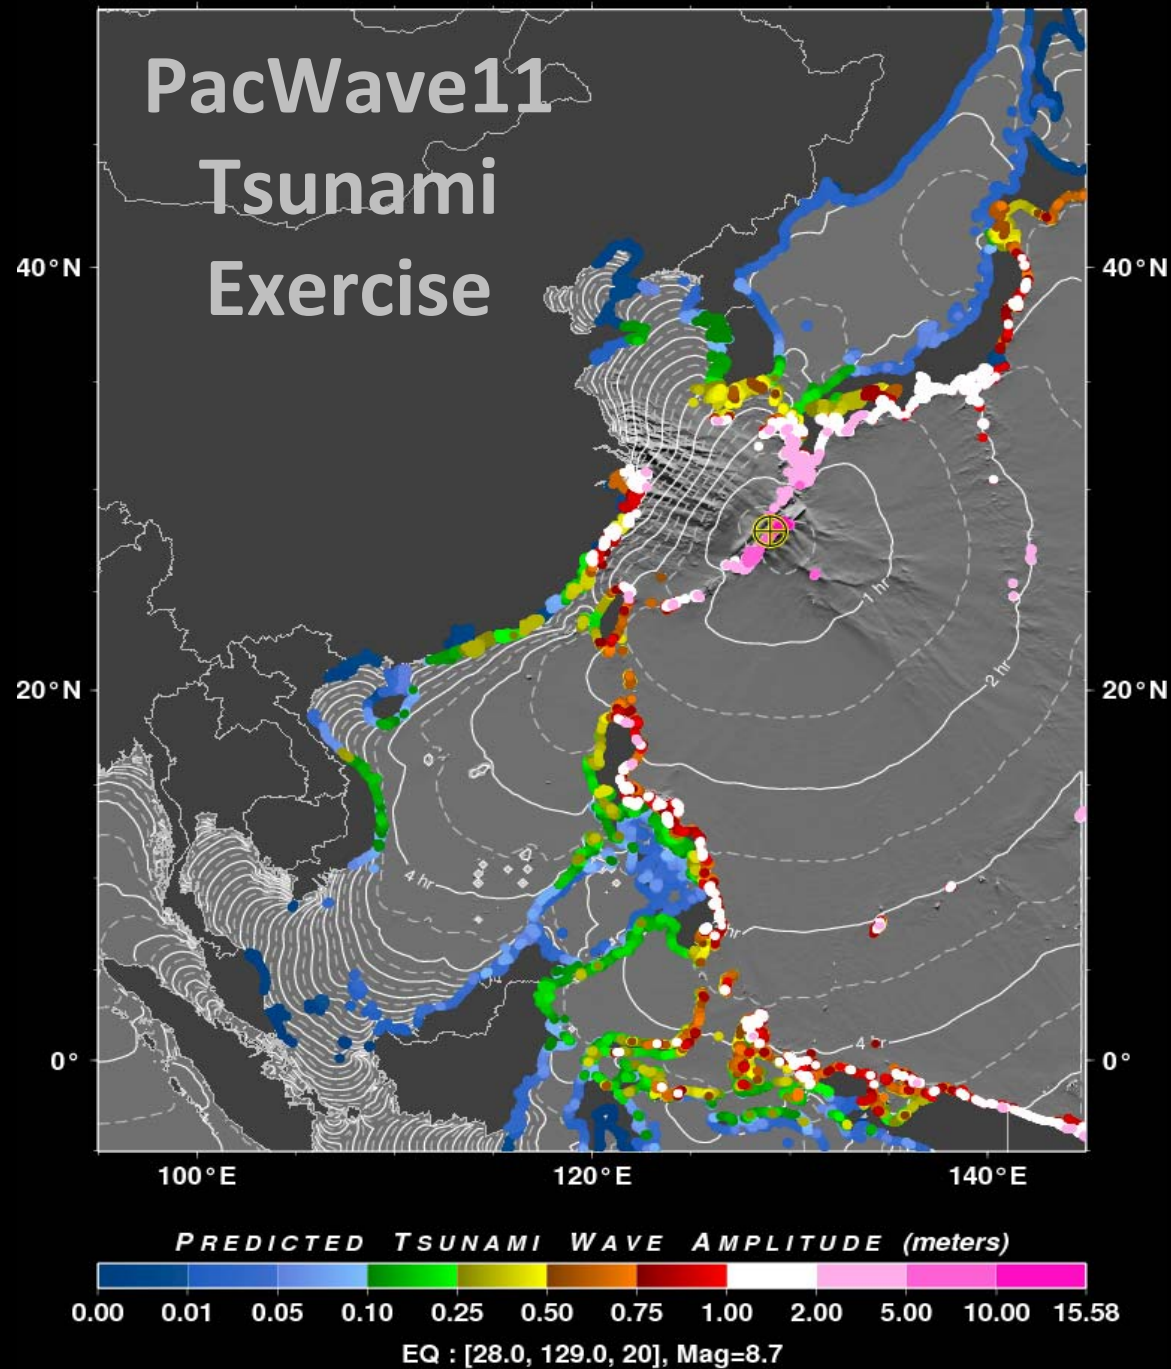 PacWave11
Tsunami
Exercise
40°N
40°N
1 hr
2 hr
20°N
20°N
4 hr
hr
0°
0°
100°E
120°E
140°E
PREDICTED TSUNAMI WAVE AMPLITUDE (meters)
0.00 0.01 0.05 0.10 0.25 0.50 0.75 1.00 2.00 5.00 10.00 15.58
EQ : [28.0, 129.0, 20], Mag=8.7